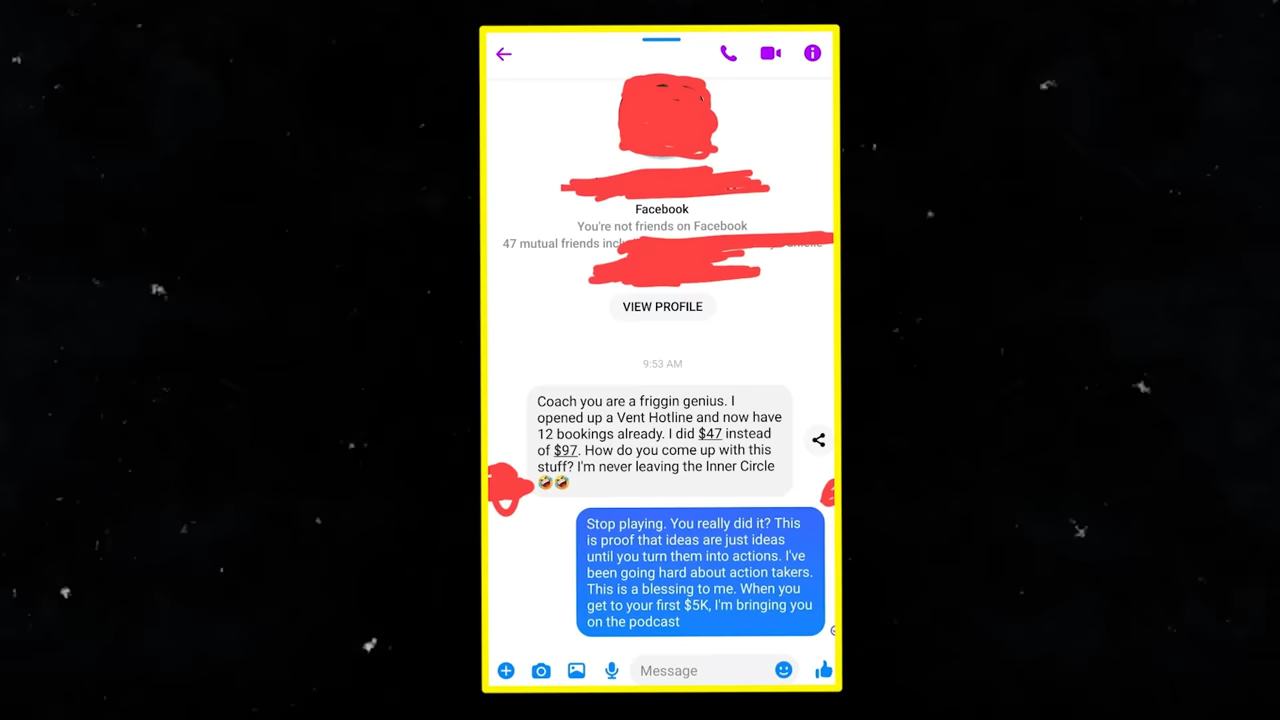 Facebook
You're not friends on Facebook
47 mutual friends
VIEW PROFILE
9:53 AM
Coach you are a friggin genius. I
opened up a Vent Hotline and now have
12 bookings already. I did $47 instead
of $97. How do you come up with this
stuff? I'm never leaving the Inner Circle
🤣🤣
Stop playing. You really did it? This
is proof that ideas are just ideas
until you turn them into actions. I've
been going hard about action takers.
This is a blessing to me. When you
get to your first $5K, I'm bringing you
on the podcast
Message